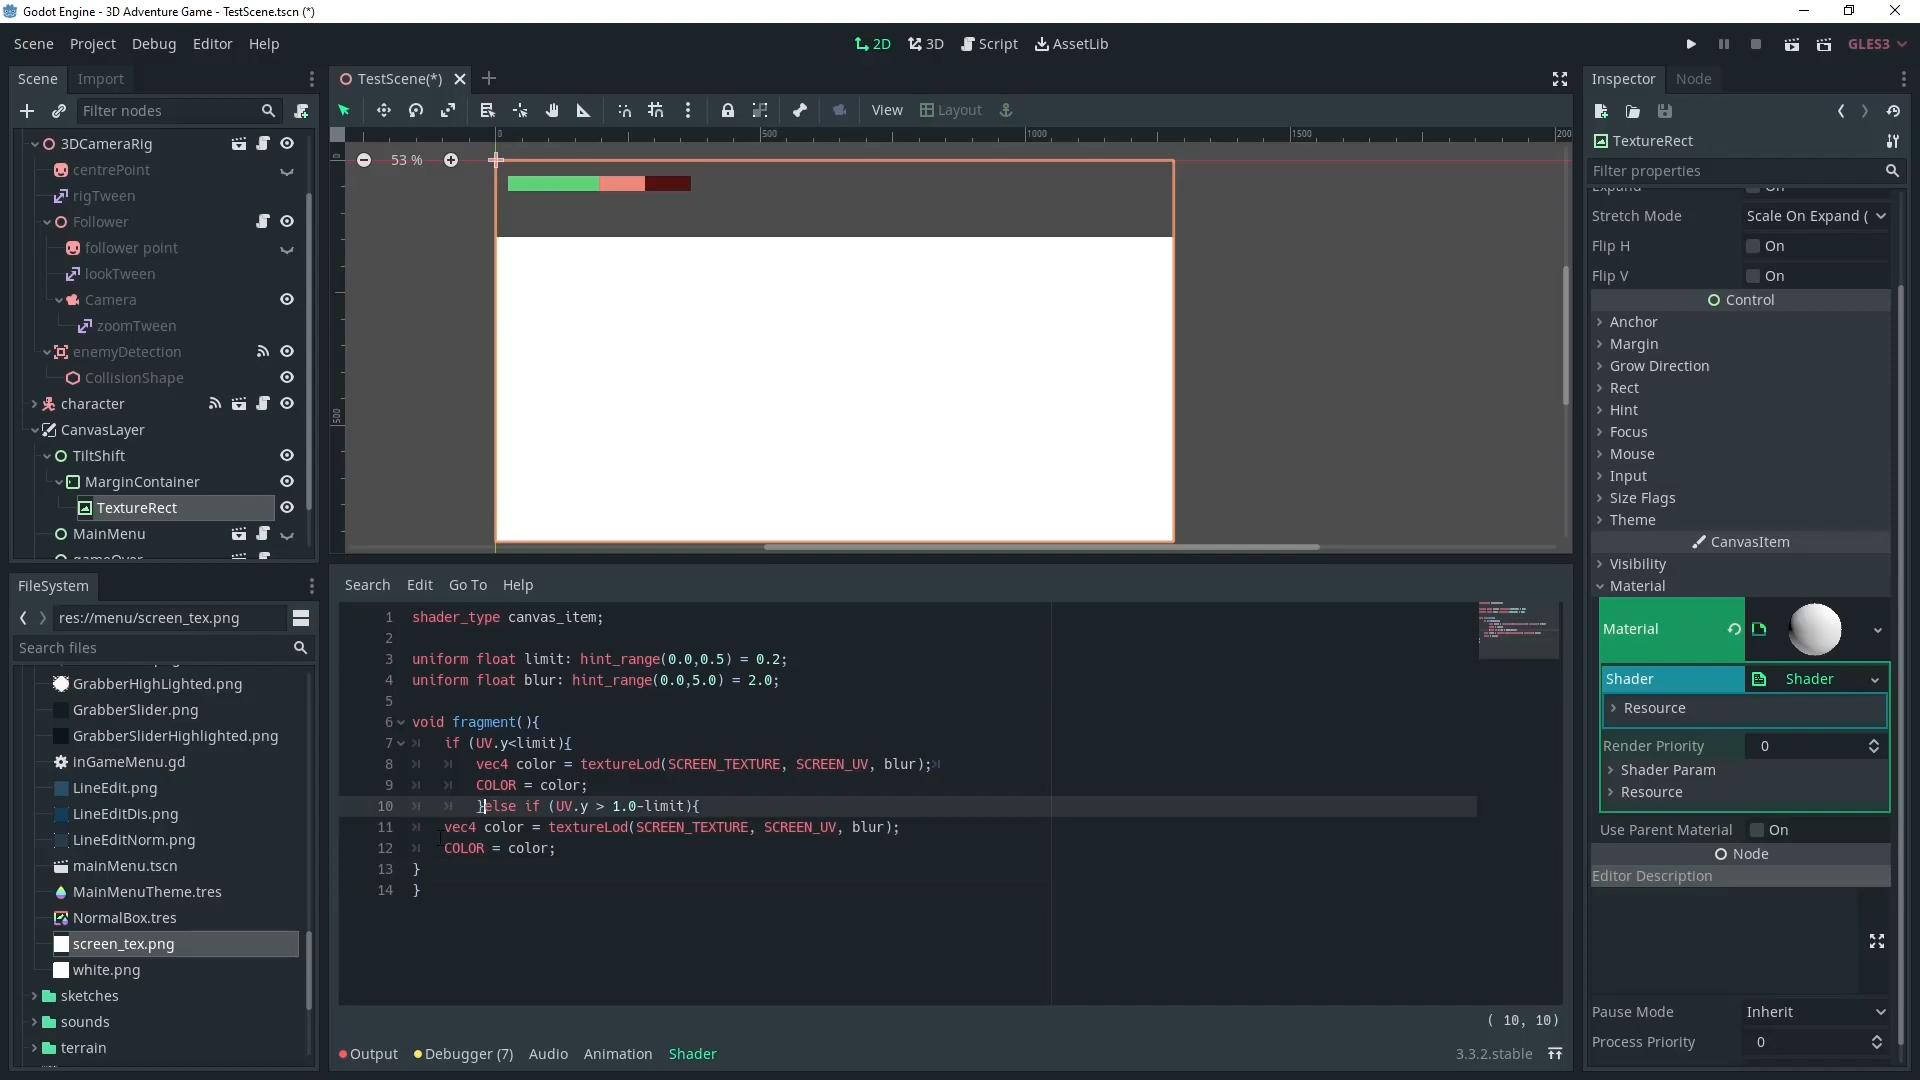 Godot Engine - 3D Adventure Game - TestScene.tscn (*)
Scene Project Debug Editor Help
2D 3D Script AssetLib
GLES3
Scene Import
Filter nodes
3DCameraRig
centrePoint
rigTween
Follower
follower point
lookTween
Camera
zoomTween
enemyDetection
CollisionShape
character
CanvasLayer
TiltShift
MarginContainer
TextureRect
MainMenu
gameOver
FileSystem
res://menu/screen_tex.png
Search files
GrabberHighLighted.png
GrabberSlider.png
GrabberSliderHighlighted.png
inGameMenu.gd
LineEdit.png
LineEditDis.png
LineEditNorm.png
mainMenu.tscn
MainMenuTheme.tres
NormalBox.tres
screen_tex.png
white.png
sketches
sounds
terrain
TestScene(*)
View Layout
0 500 1000 1500 200
0
500
53 %
Search Edit Go To Help
1 shader_type canvas_item;
2
3 uniform float limit: hint_range(0.0,0.5) = 0.2;
4 uniform float blur: hint_range(0.0,5.0) = 2.0;
5
6 void fragment(){
7 if (UV.y<limit){
8 vec4 color = textureLod(SCREEN_TEXTURE, SCREEN_UV, blur);
9 COLOR = color;
10 }else if (UV.y > 1.0-limit){
11 vec4 color = textureLod(SCREEN_TEXTURE, SCREEN_UV, blur);
12 COLOR = color;
13 }
14 }
( 10, 10)
Output Debugger (7) Audio Animation Shader
3.3.2.stable
Inspector Node
TextureRect
Filter properties
Expand On
Stretch Mode Scale On Expand (
Flip H On
Flip V On
Control
Anchor
Margin
Grow Direction
Rect
Hint
Focus
Mouse
Input
Size Flags
Theme
CanvasItem
Visibility
Material
Material
Shader Shader
Resource
Render Priority 0
Shader Param
Resource
Use Parent Material On
Node
Editor Description
Pause Mode Inherit
Process Priority 0